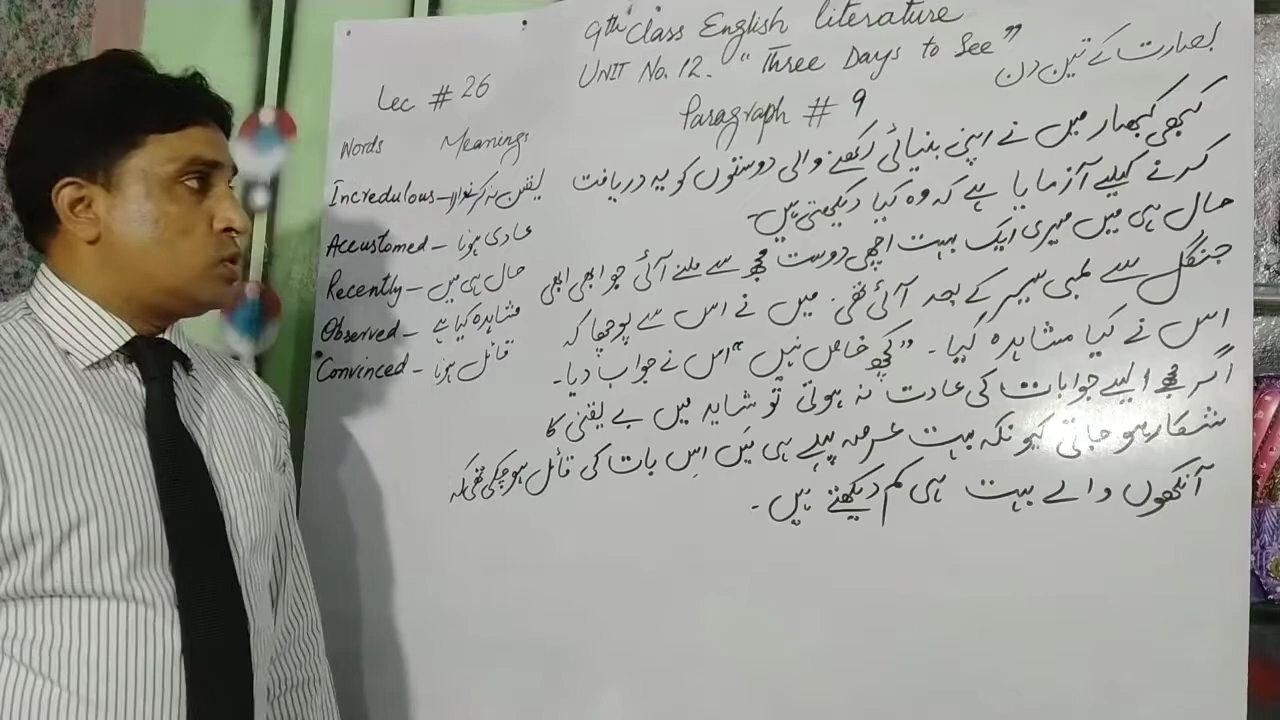 9th class English literature
UNIT No. 12. "Three Days to See"
بصارت کے تین دن
Lec # 26
Paragraph # 9
Words Meanings
Incredulous – یقین نہ کرنے والا
Accustomed – عادی ہونا
Recently – حال ہی میں
Observed – مشاہدہ کیا ہے
Convinced – قائل ہونا
کبھی کبھار میں نے اپنی بنیائی رکھنے والی دوستوں کو یہ دریافت
کرنے کیلیے آزمایا ہے کہ وہ کیا دیکھتی ہیں۔
حال ہی میں میری ایک بہت اچھی دوست مجھ سے ملنے آئی جو ابھی ابھی
جنگل سے لمبی سیر کے بعد آئی تھی۔ میں نے اس سے پوچھا کہ
اس نے کیا مشاہدہ کیا۔ "کچھ خاص نہیں" اس نے جواب دیا۔
اگر مجھے ایسے جوابات کی عادت نہ ہوتی تو شاید میں بے یقینی کا
شکار ہو جاتی کیونکہ بہت عرصہ پہلے ہی میں اِس بات کی قائل ہو چکی تھی کہ
آنکھوں والے بہت ہی کم دیکھتے ہیں۔